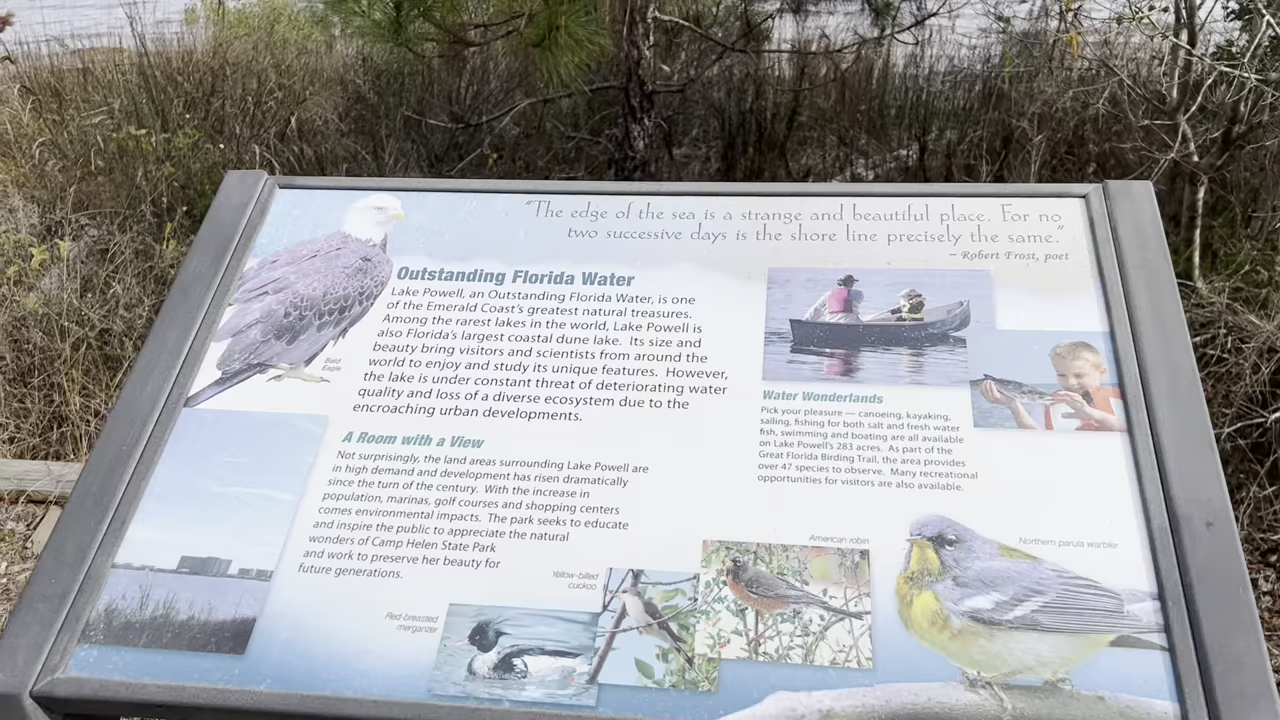 "The edge of the sea is a strange and beautiful place. For no
two successive days is the shore line precisely the same."
– Robert Frost, poet
Outstanding Florida Water
Lake Powell, an Outstanding Florida Water, is one
of the Emerald Coast's greatest natural treasures.
Among the rarest lakes in the world, Lake Powell is
also Florida's largest coastal dune lake. Its size and
beauty bring visitors and scientists from around the
world to enjoy and study its unique features. However,
the lake is under constant threat of deteriorating water
quality and loss of a diverse ecosystem due to the
encroaching urban developments.
Bald
Eagle
A Room with a View
Not surprisingly, the land areas surrounding Lake Powell are
in high demand and development has risen dramatically
since the turn of the century. With the increase in
population, marinas, golf courses and shopping centers
comes environmental impacts. The park seeks to educate
and inspire the public to appreciate the natural
wonders of Camp Helen State Park
and work to preserve her beauty for
future generations.
Water Wonderlands
Pick your pleasure — canoeing, kayaking,
sailing, fishing for both salt and fresh water
fish, swimming and boating are all available
on Lake Powell's 283 acres. As part of the
Great Florida Birding Trail, the area provides
over 47 species to observe. Many recreational
opportunities for visitors are also available.
Red-breasted
merganzer
Yellow-billed
cuckoo
American robin
Northern parula warbler